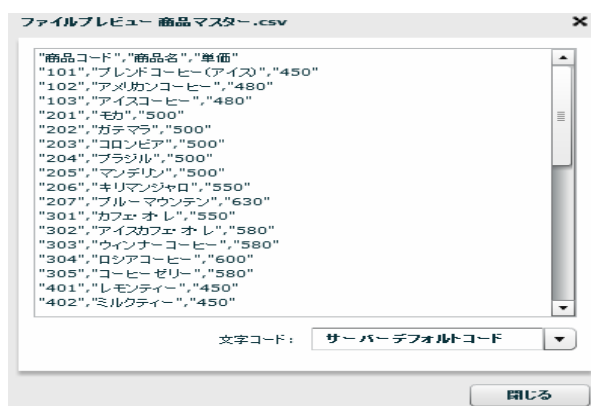 ファイルプレビュー 商品マスター.csv
"商品コード","商品名","単価"
"101","ブレンドコーヒー(アイス)","450"
"102","アメリカンコーヒー","480"
"103","アイスコーヒー","480"
"201","モカ","500"
"202","ガテマラ","500"
"203","コロンビア","500"
"204","ブラジル","500"
"205","マンデリン","500"
"206","キリマンジャロ","550"
"207","ブルーマウンテン","630"
"301","カフェ・オ・レ","550"
"302","アイスカフェ・オ・レ","580"
"303","ウィンナーコーヒー","580"
"304","ロシアコーヒー","600"
"305","コーヒーゼリー","580"
"401","レモンティー","450"
"402","ミルクティー","450"
文字コード: サーバーデフォルトコード
閉じる